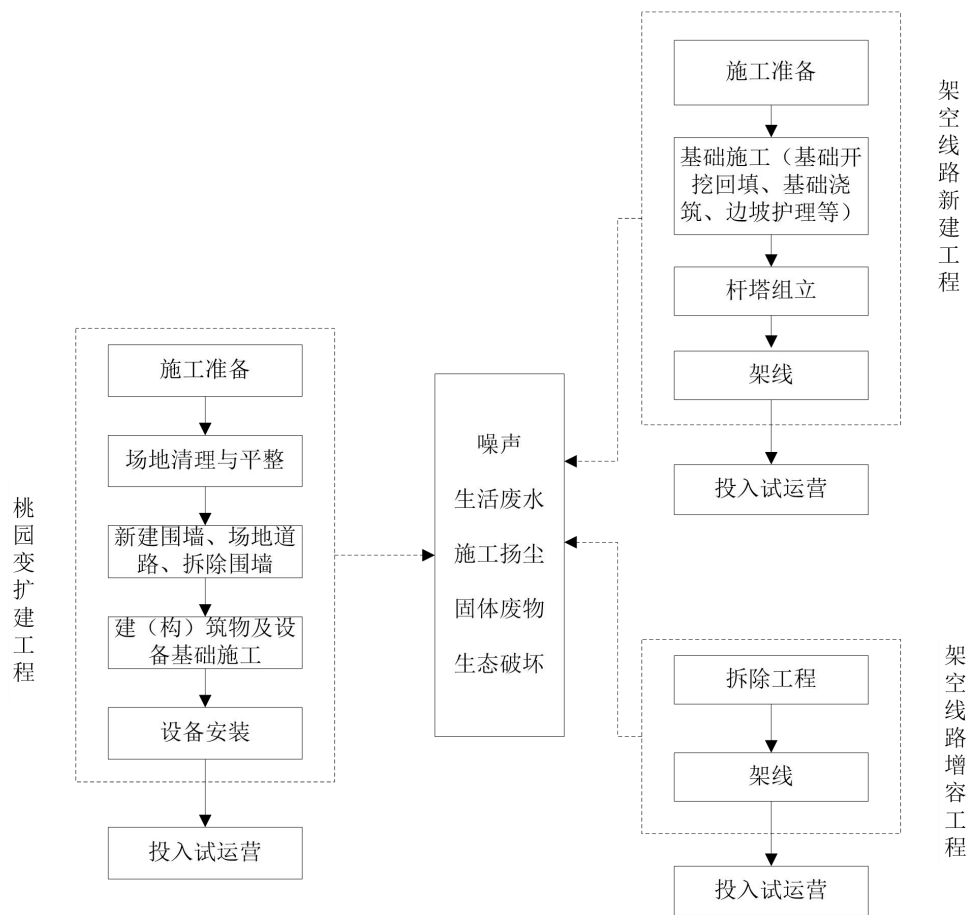 桃园变扩建工程
施工准备
场地清理与平整
新建围墙、场地道
路、拆除围墙
建（构）筑物及设
备基础施工
设备安装
投入试运营
噪声
生活废水
施工扬尘
固体废物
生态破坏
施工准备
基础施工（基础开
挖回填、基础浇
筑、边坡护理等）
杆塔组立
架线
投入试运营
架空线路新建工程
拆除工程
架线
投入试运营
架空线路增容工程